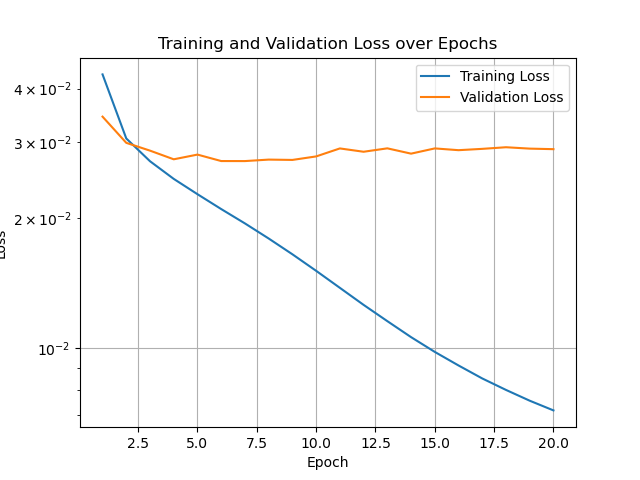 Training and Validation Loss over Epochs
Training Loss
Validation Loss
4 × 10⁻²
3 × 10⁻²
2 × 10⁻²
10⁻²
Loss
2.5 5.0 7.5 10.0 12.5 15.0 17.5 20.0
Epoch